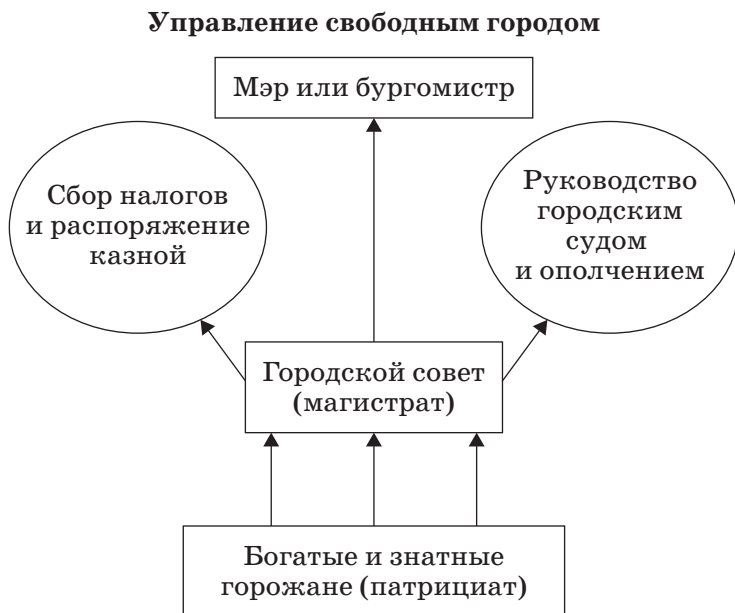 Управление свободным городом
Мэр или бургомистр
Сбор налогов
и распоряжение
казной
Руководство
городским
судом
и ополчением
Городской совет
(магистрат)
Богатые и знатные
горожане (патрициат)